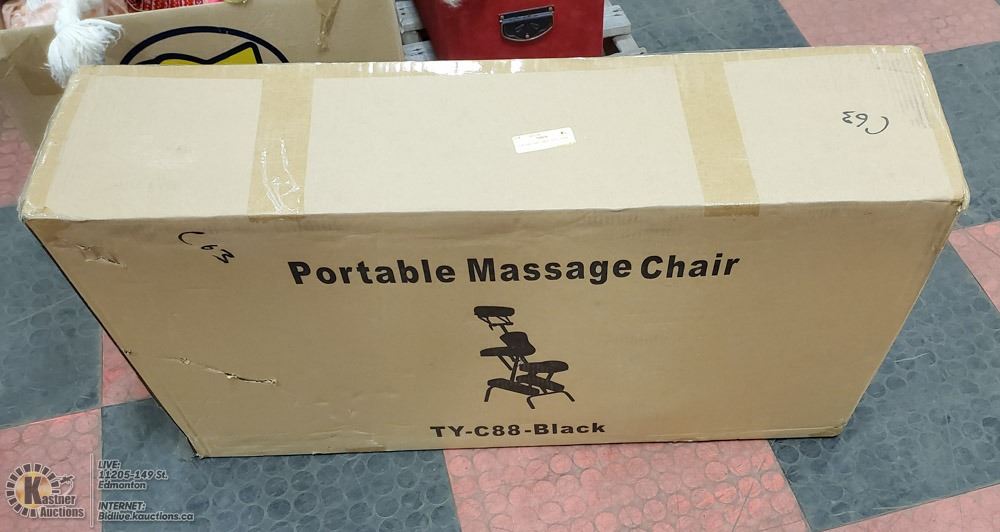 C63
C63
Portable Massage Chair
TY-C88-Black
Kastner
Auctions
LIVE:
11205-149 St.
Edmonton
INTERNET:
Bidlive.kauctions.ca